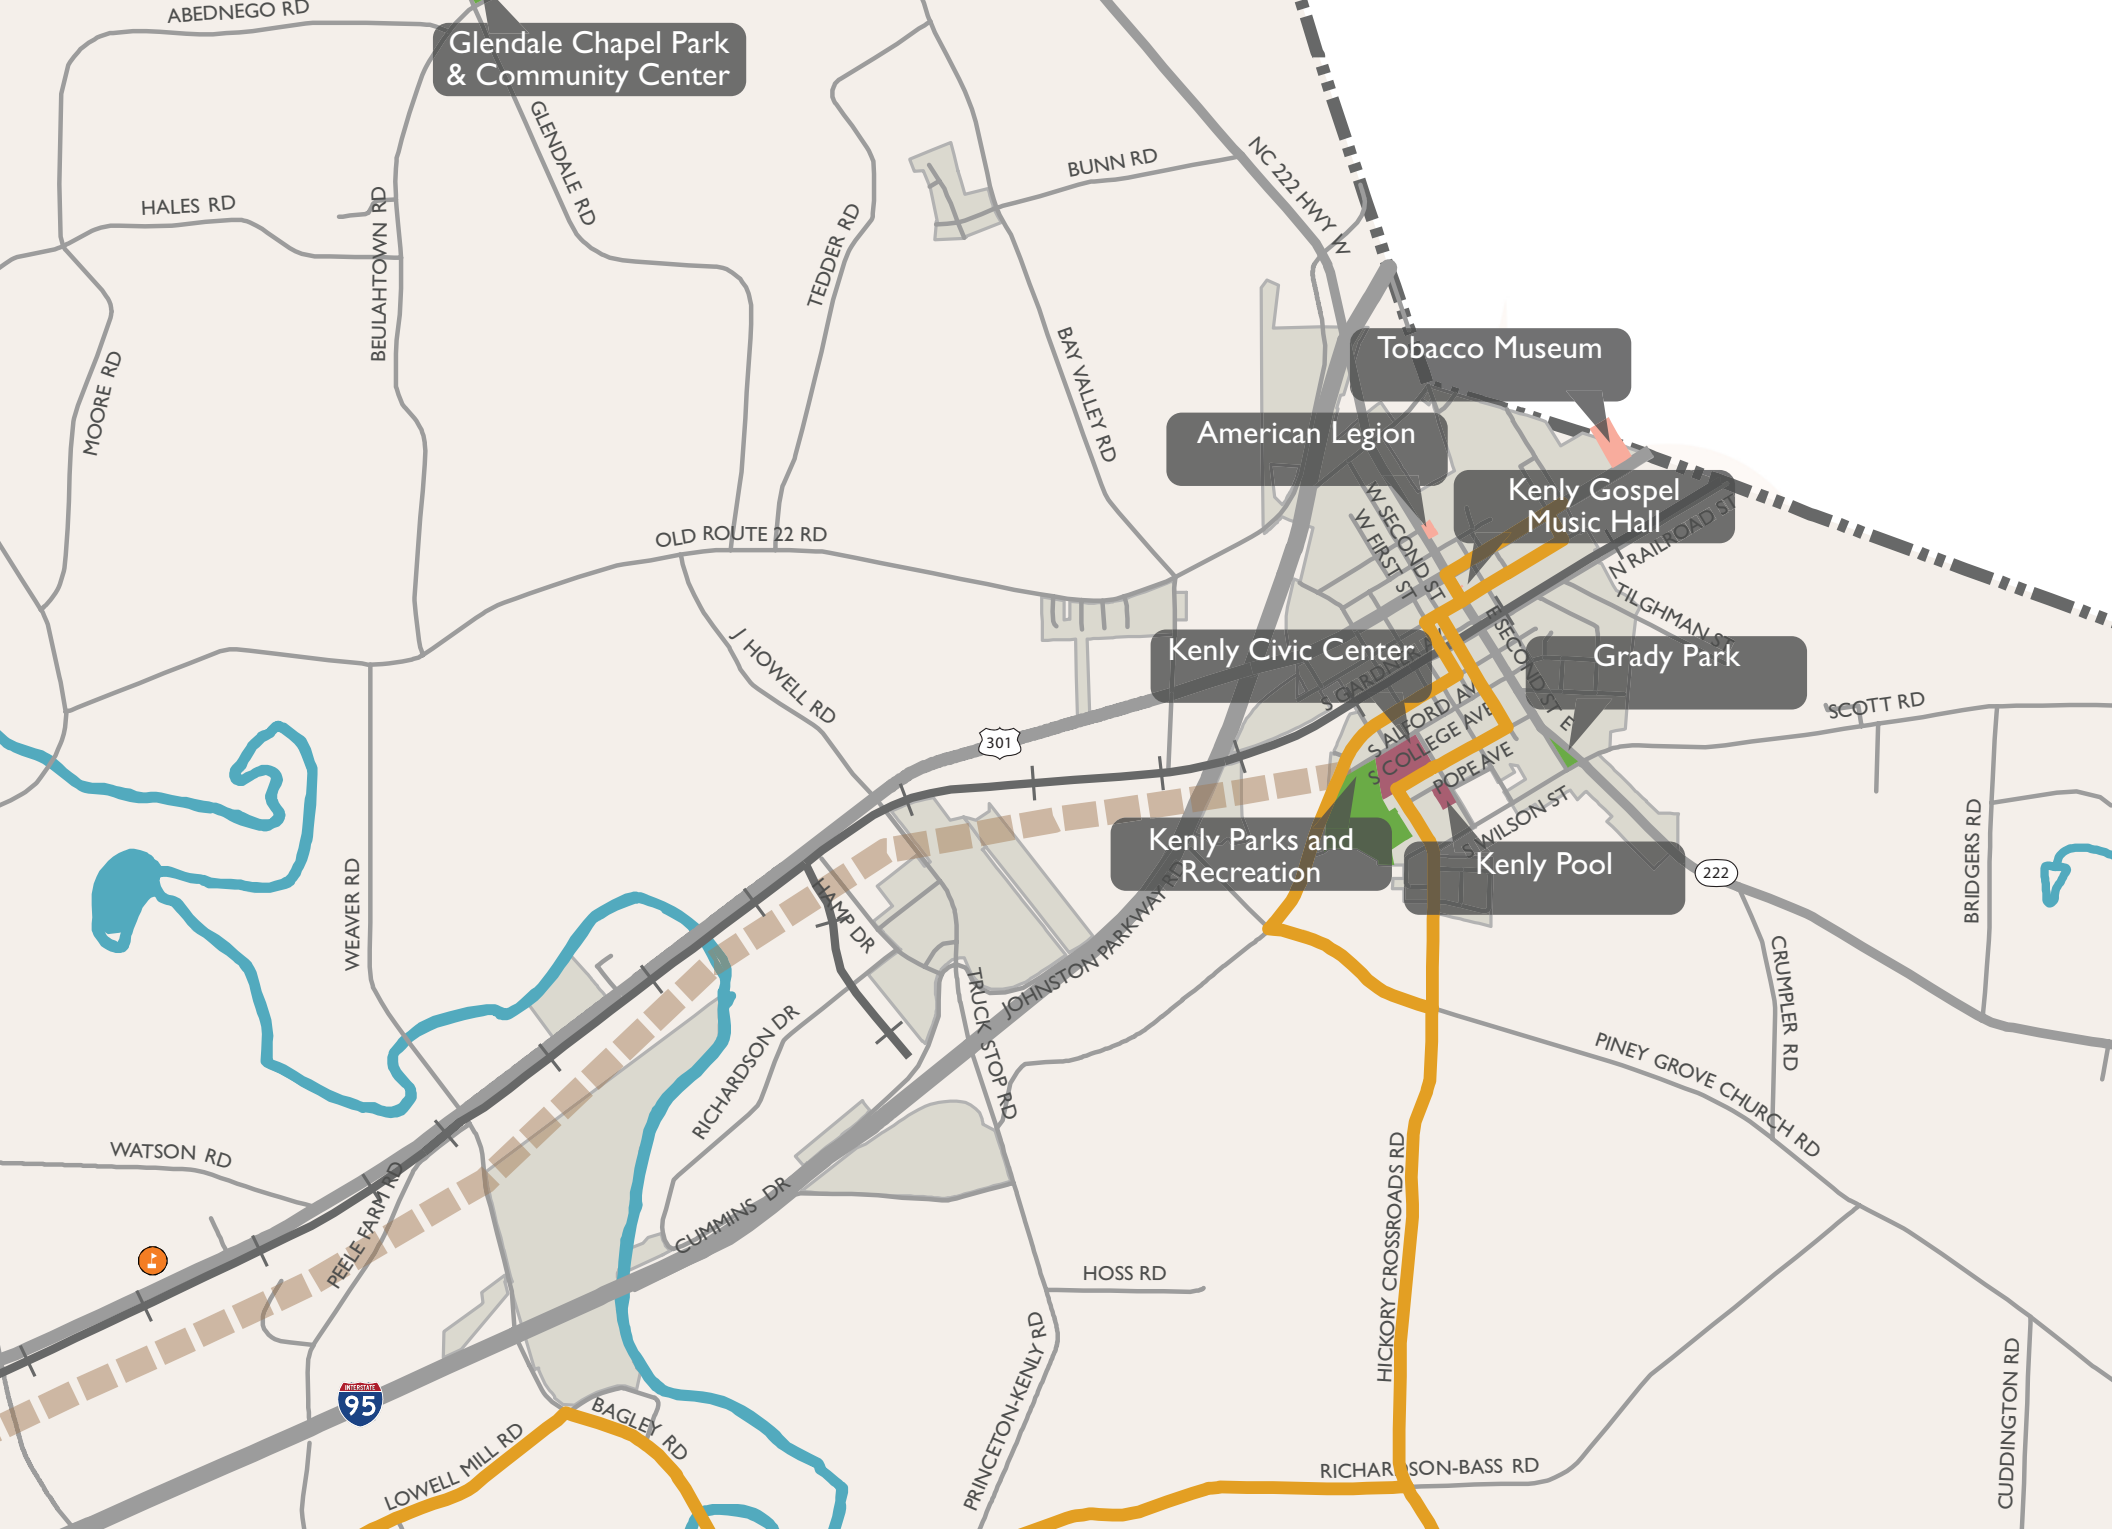 ABEDNEGO RD
Glendale Chapel Park
& Community Center
GLENDALE RD
NC 222 HWY W
BUNN RD
HALES RD
BEULAHTOWN RD
TEDDER RD
MOORE RD
BAY VALLEY RD
Tobacco Museum
American Legion
Kenly Gospel
Music Hall
W SECOND ST
W FIRST ST
N RAILROAD ST
TILGHMAN ST
OLD ROUTE 22 RD
J HOWELL RD
Kenly Civic Center
E SECOND ST E
Grady Park
S ALFORD AV
S COLLEGE AVE
POPE AVE
S WILSON ST
SCOTT RD
301
Kenly Parks and
Recreation
Kenly Pool
222
BRIDGERS RD
WEAVER RD
HAMP DR
JOHNSTON PARKWAY RD
TRUCK STOP RD
CRUMPLER RD
RICHARDSON DR
PINEY GROVE CHURCH RD
WATSON RD
PEELE FARM RD
CUMMINS DR
HICKORY CROSSROADS RD
HOSS RD
PRINCETON-KENLY RD
CUDDINGTON RD
INTERSTATE
95
BAGLEY RD
LOWELL MILL RD
RICHARDSON-BASS RD